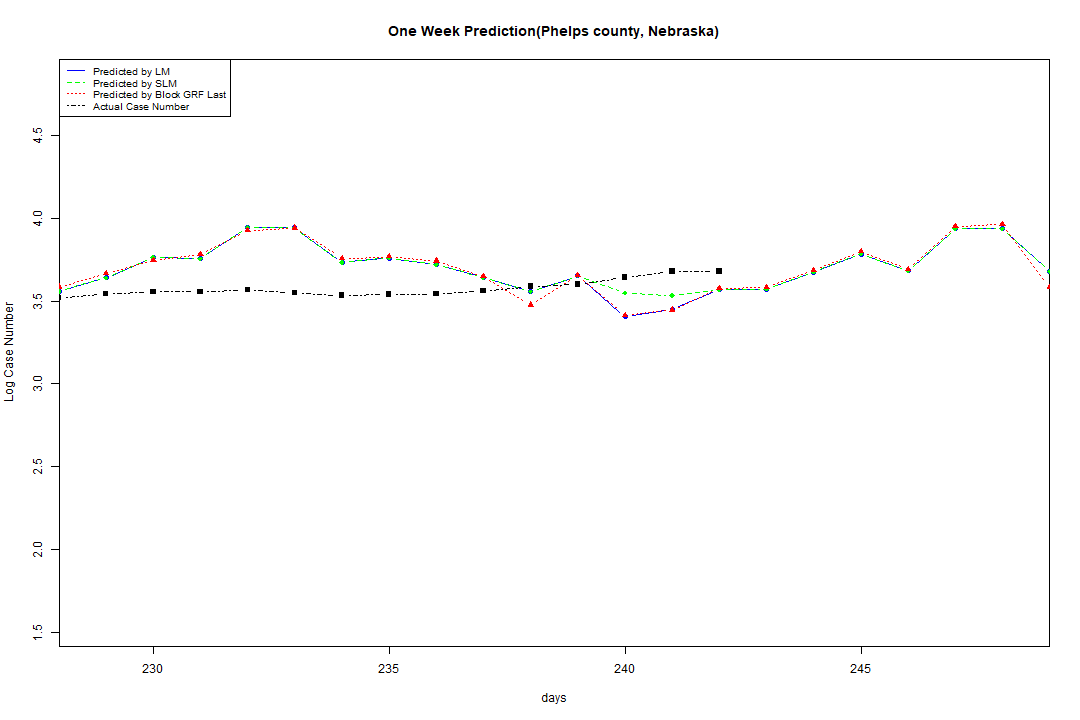 One Week Prediction(Phelps county, Nebraska)
Predicted by LM
Predicted by SLM
Predicted by Block GRF Last
Actual Case Number
4.5
4.0
3.5
3.0
2.5
2.0
1.5
Log Case Number
230 235 240 245
days